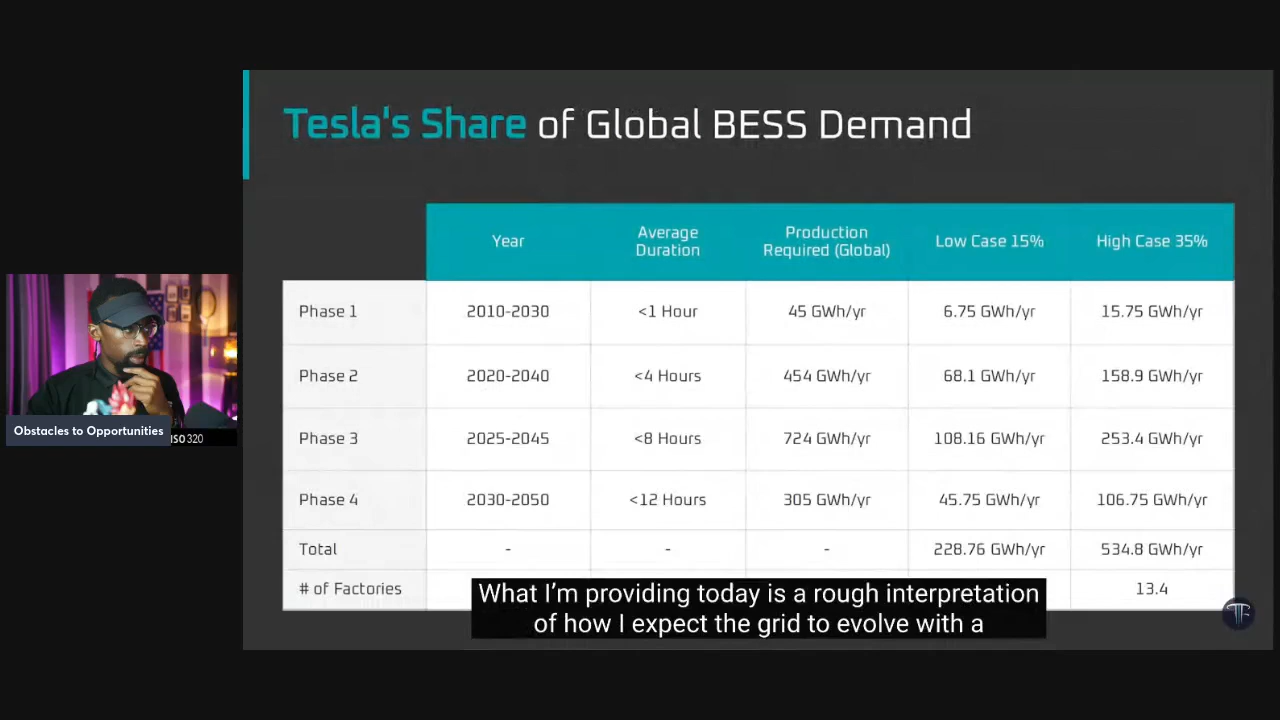 Tesla's Share of Global BESS Demand
Year
Average
Duration
Production
Required (Global)
Low Case 15%
High Case 35%
Phase 1
2010-2030
<1 Hour
45 GWh/yr
6.75 GWh/yr
15.75 GWh/yr
Phase 2
2020-2040
<4 Hours
454 GWh/yr
68.1 GWh/yr
158.9 GWh/yr
Phase 3
2025-2045
<8 Hours
724 GWh/yr
108.16 GWh/yr
253.4 GWh/yr
Phase 4
2030-2050
<12 Hours
305 GWh/yr
45.75 GWh/yr
106.75 GWh/yr
Total
-
-
-
228.76 GWh/yr
534.8 GWh/yr
# of Factories
13.4
What I'm providing today is a rough interpretation
of how I expect the grid to evolve with a
Obstacles to Opportunities
ISO 320